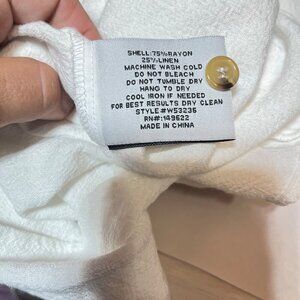 SHELL: 75%RAYON
25%LINEN
MACHINE WASH COLD
DO NOT BLEACH
DO NOT TUMBLE DRY
HANG TO DRY
COOL IRON IF NEEDED
FOR BEST RESULTS DRY CLEAN
STYLE #W53235
RN#:149622
MADE IN CHINA